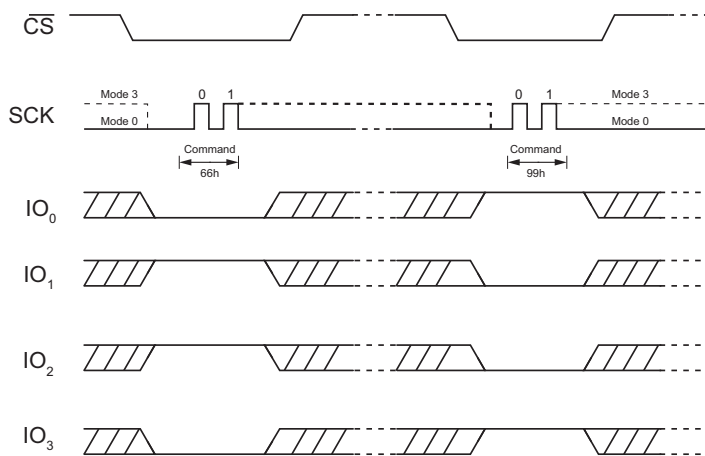 CS
Mode 3 0 1 0 1 Mode 3
SCK
Mode 0 Mode 0
Command Command
66h 99h
IO0
IO1
IO2
IO3